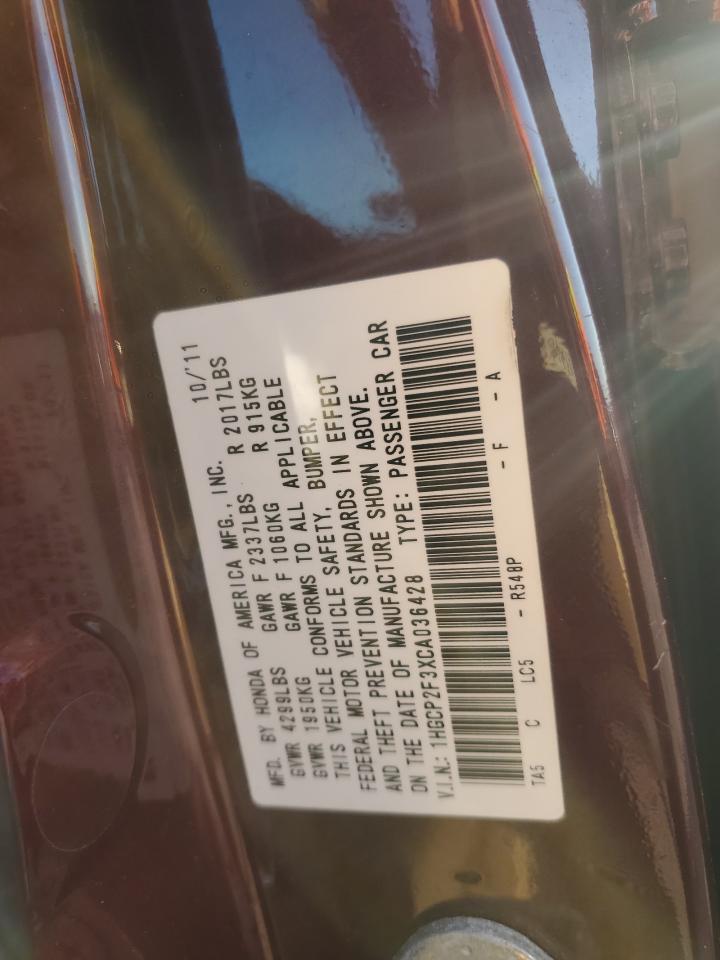 MFD. BY HONDA OF AMERICA MFG., INC. 10/'11
GVWR 4299LBS GAWR F 2337LBS R 2017LBS
GVWR 1950KG GAWR F 1060KG R 915KG
THIS VEHICLE CONFORMS TO ALL APPLICABLE
FEDERAL MOTOR VEHICLE SAFETY, BUMPER,
AND THEFT PREVENTION STANDARDS IN EFFECT
ON THE DATE OF MANUFACTURE SHOWN ABOVE.
V.I.N.: 1HGCP2F3XCA036428 TYPE: PASSENGER CAR
TA5 C LC5 - R548P - F - A